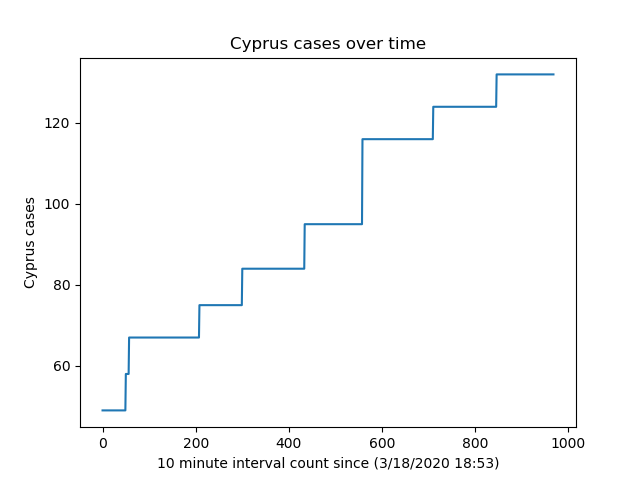 Cyprus cases over time
120
100
80
60
Cyprus cases
0 200 400 600 800 1000
10 minute interval count since (3/18/2020 18:53)